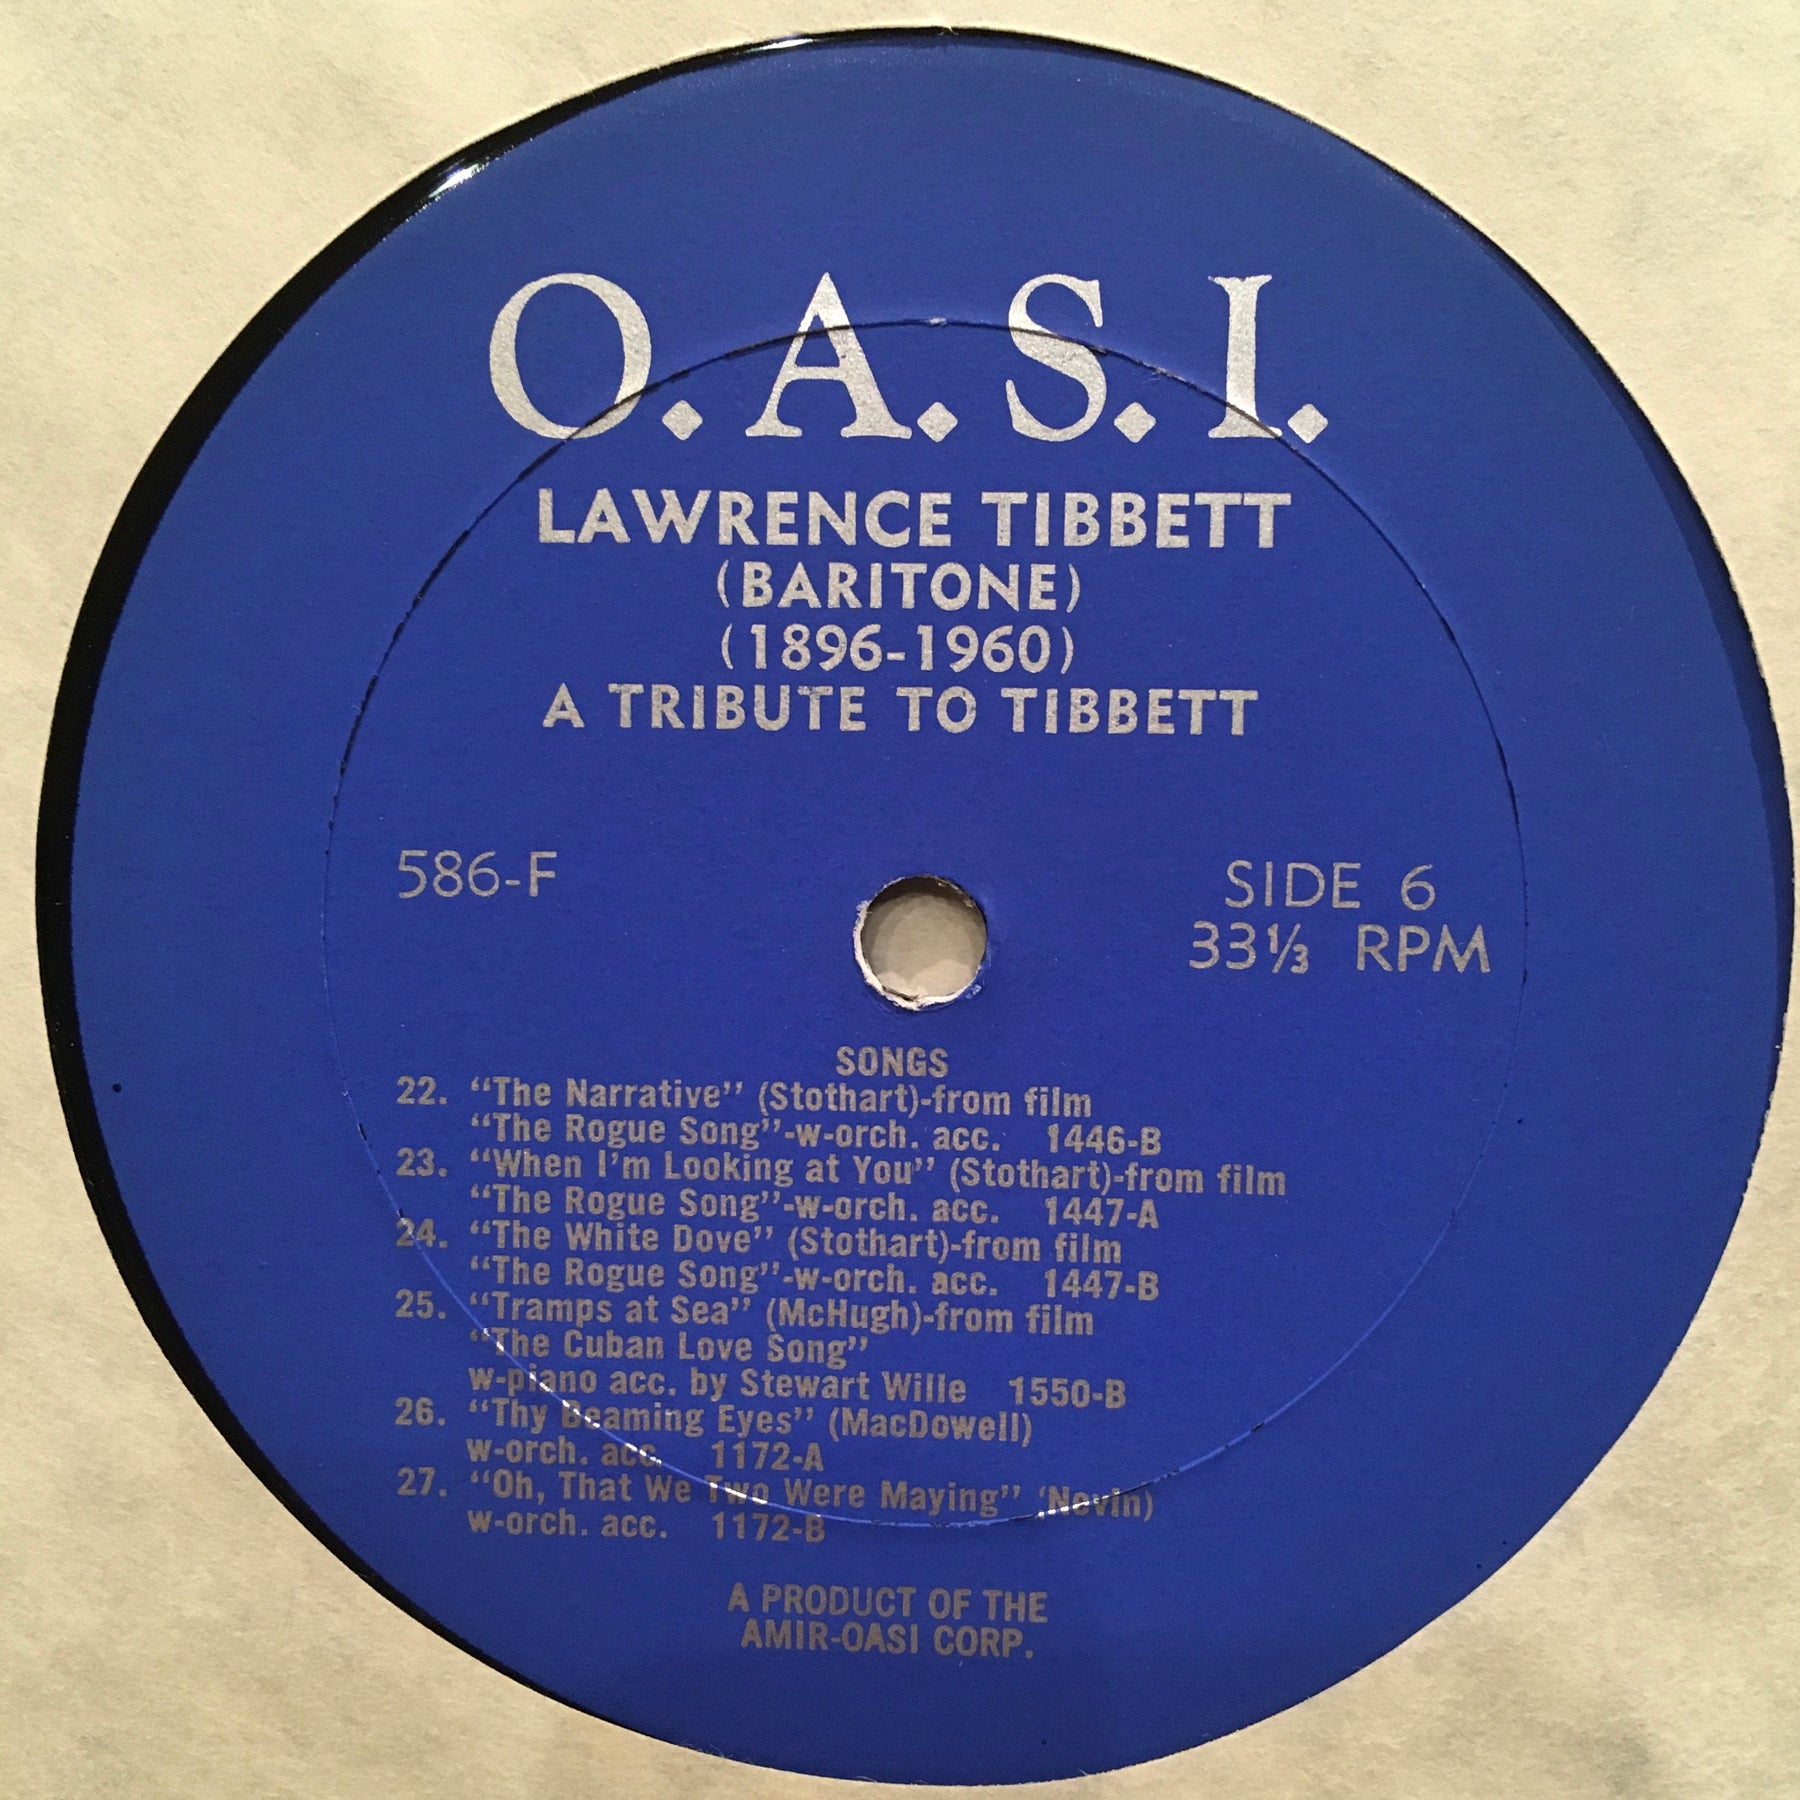 O.A.S.I.
LAWRENCE TIBBETT
(BARITONE)
(1896-1960)
A TRIBUTE TO TIBBETT
586-F
SIDE 6
33⅓ RPM
SONGS
22. “The Narrative” (Stothart)-from film
“The Rogue Song”-w-orch. acc. 1446-B
23. “When I'm Looking at You” (Stothart)-from film
“The Rogue Song”-w-orch. acc. 1447-A
24. “The White Dove” (Stothart)-from film
“The Rogue Song”-w-orch. acc. 1447-B
25. “Tramps at Sea” (McHugh)-from film
“The Cuban Love Song”
w-piano acc. by Stewart Wille 1550-B
26. “Thy Beaming Eyes” (MacDowell)
w-orch. acc. 1172-A
27. “Oh, That We Two Were Maying” (Nevin)
w-orch. acc. 1172-B
A PRODUCT OF THE
AMIR-OASI CORP.